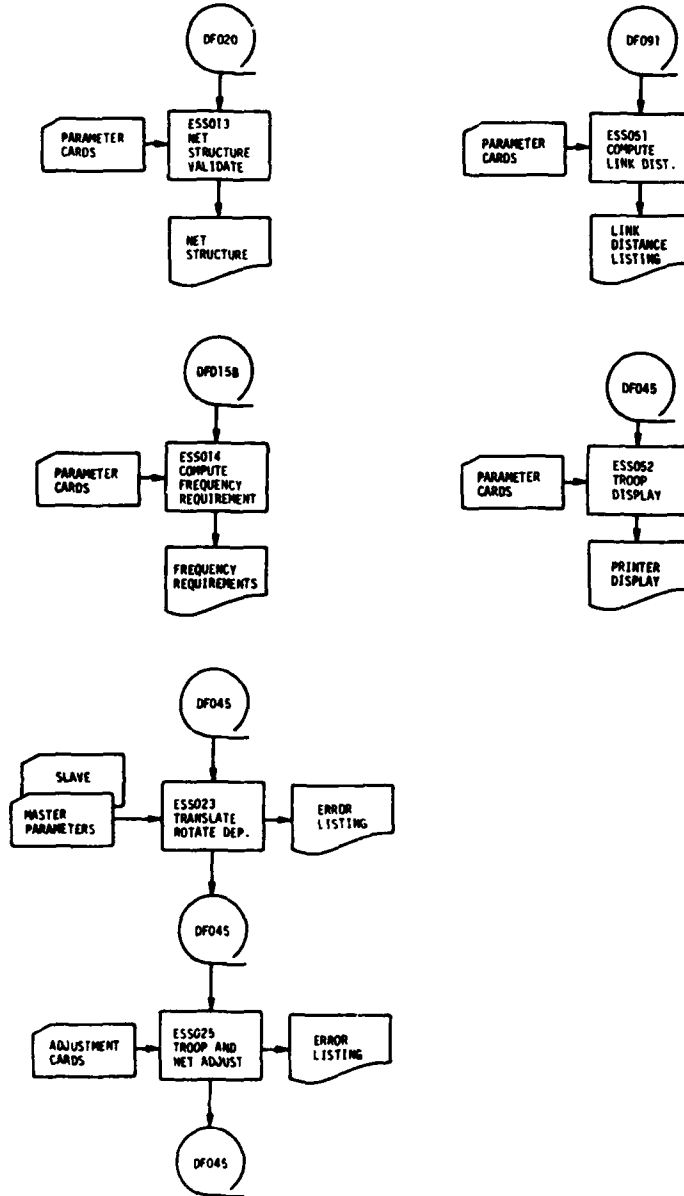 DF020
PARAMETER
CARDS
ESS013
NET
STRUCTURE
VALIDATE
NET
STRUCTURE
DF091
PARAMETER
CARDS
ESS051
COMPUTE
LINK DIST.
LINK
DISTANCE
LISTING
DF015B
PARAMETER
CARDS
ESS014
COMPUTE
FREQUENCY
REQUIREMENT
FREQUENCY
REQUIREMENTS
DF045
PARAMETER
CARDS
ESS052
TROOP
DISPLAY
PRINTER
DISPLAY
DF045
SLAVE
MASTER
PARAMETERS
ESS023
TRANSLATE
ROTATE DEP.
ERROR
LISTING
DF045
ADJUSTMENT
CARDS
ESS025
TROOP AND
NET ADJUST
ERROR
LISTING
DF045